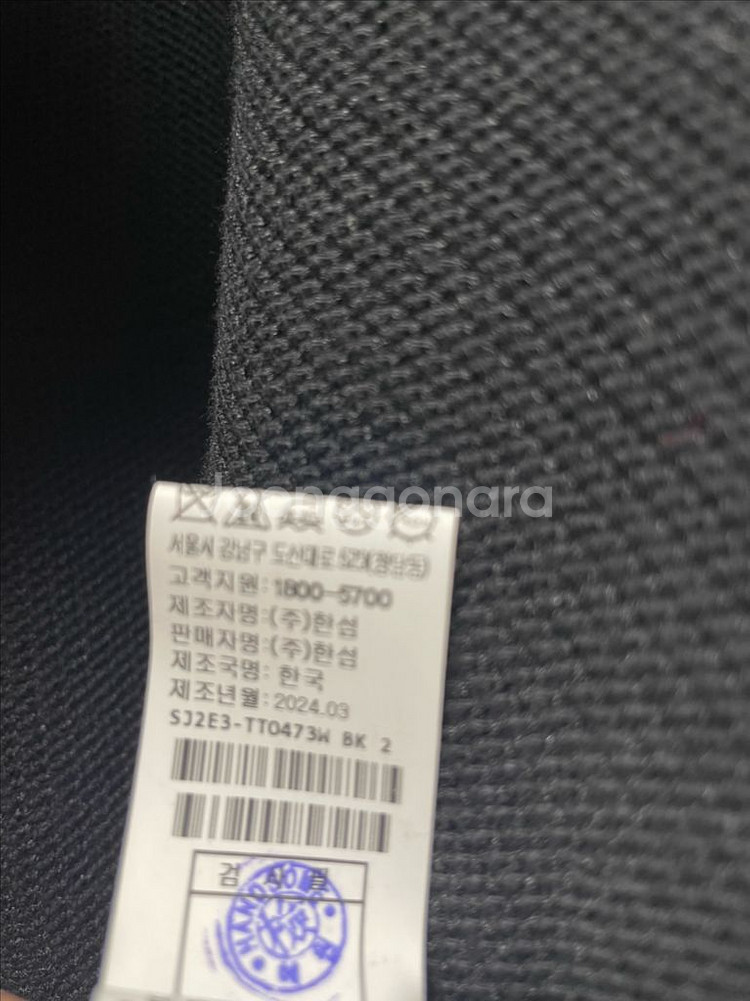 joonggonara
서울시 강남구 도산대로 523(청담동)
고객지원: 1800-5700
제조자명:(주)한섬
판매자명:(주)한섬
제조국명: 한국
제조년월: 2024.03
SJ2E3-TT0473W BK 2
검
HANDSOME